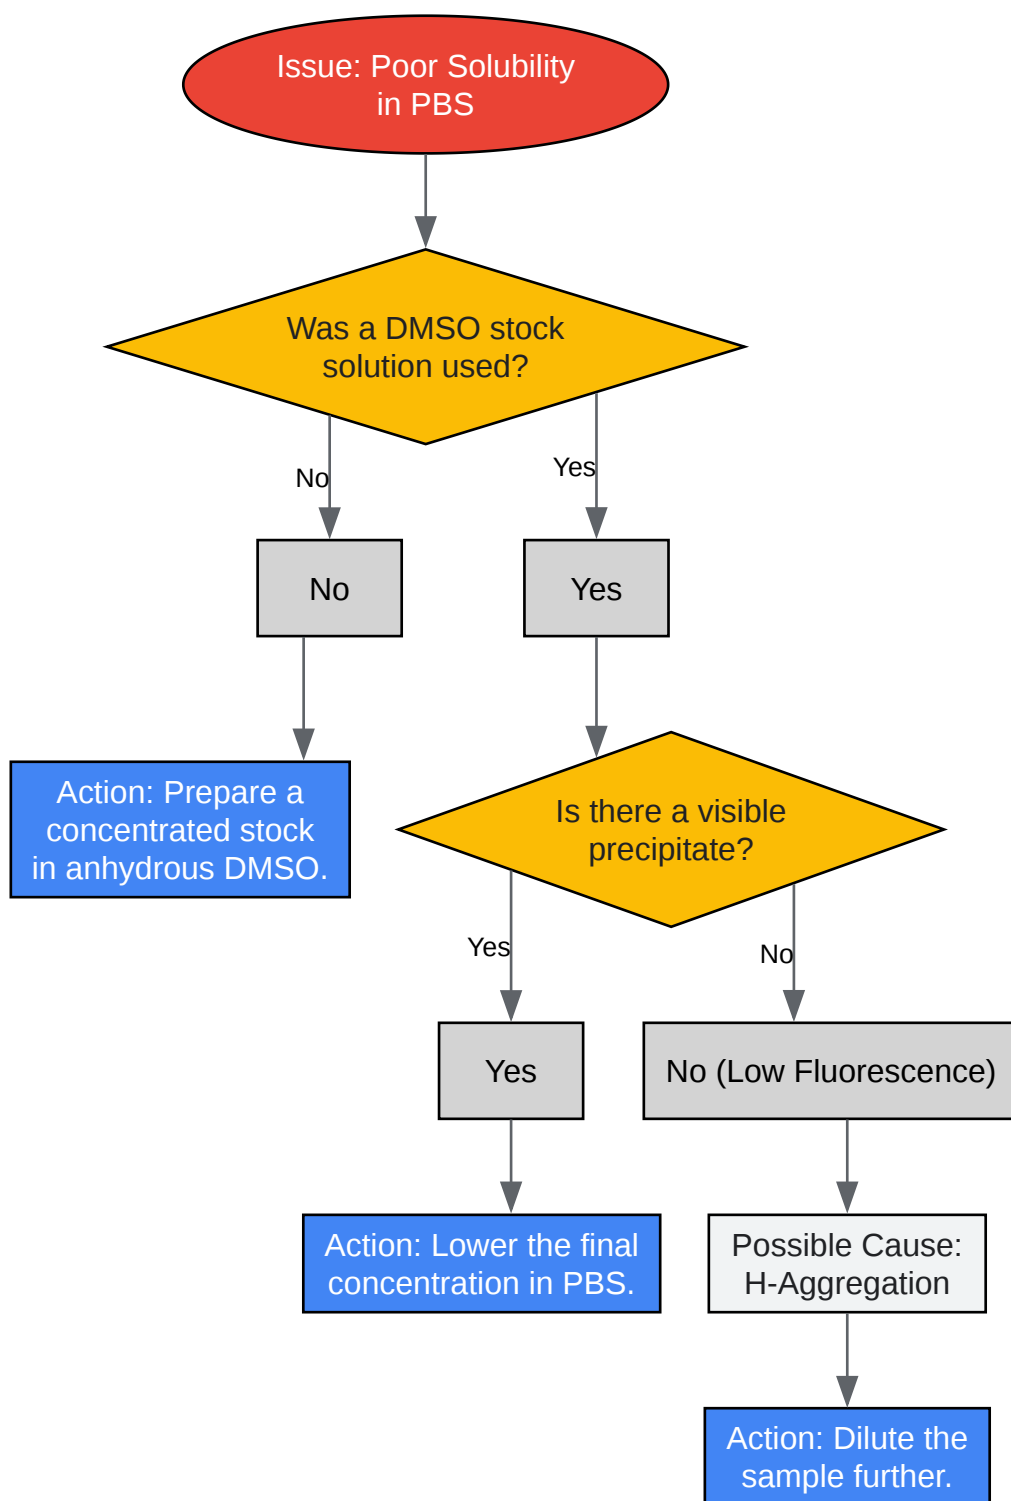 Issue: Poor Solubility
in PBS
Was a DMSO stock
solution used?
No
Yes
No
Yes
Action: Prepare a
concentrated stock
in anhydrous DMSO.
Is there a visible
precipitate?
Yes
No
Yes
No (Low Fluorescence)
Action: Lower the final
concentration in PBS.
Possible Cause:
H-Aggregation
Action: Dilute the
sample further.